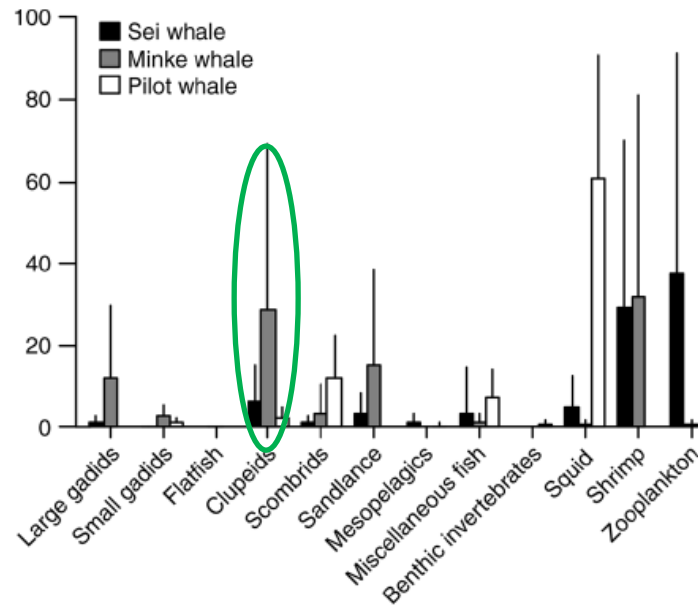 100
80
60
40
20
0
Sei whale
Minke whale
Pilot whale
Large gadids
Small gadids
Flatfish
Clupeids
Scombrids
Sandlance
Mesopelagics
Miscellaneous fish
Benthic invertebrates
Squid
Shrimp
Zooplankton